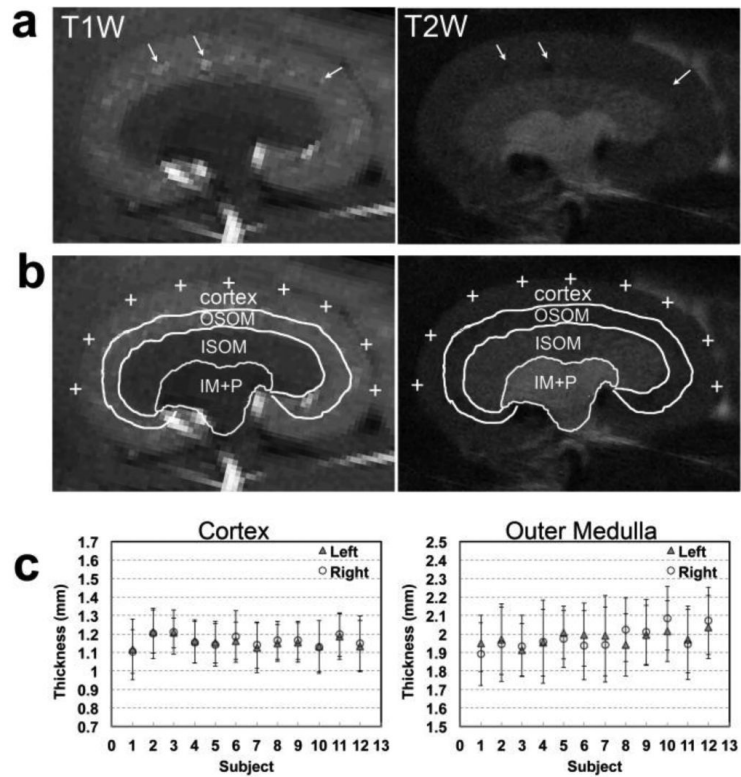 a
T1W
T2W
b
cortex
OSOM
ISOM
IM+P
cortex
OSOM
ISOM
IM+P
c
Cortex
Thickness (mm)
1.7
1.6
1.5
1.4
1.3
1.2
1.1
1
0.9
0.8
0.7
Left
Right
0 1 2 3 4 5 6 7 8 9 10 11 12 13
Subject
Outer Medulla
Thickness (mm)
2.5
2.4
2.3
2.2
2.1
2
1.9
1.8
1.7
1.6
1.5
Left
Right
0 1 2 3 4 5 6 7 8 9 10 11 12 13
Subject